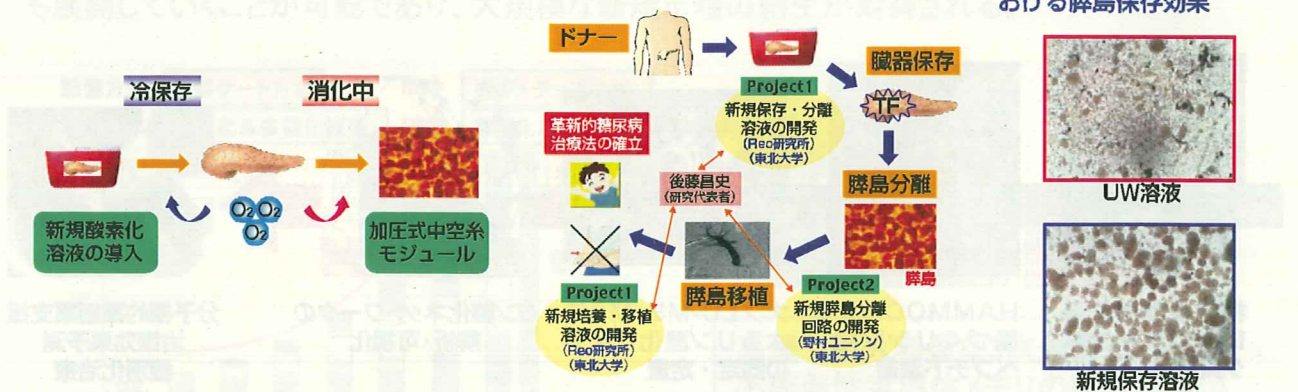 冷保存
消化中
O₂
O₂
O₂
新規酸素化
溶液の導入
加圧式中空糸
モジュール
ドナー
臓器保存
TF
Project1
新規保存・分離
溶液の開発
(Reo研究所)
(東北大学)
革新的糖尿病
治療法の確立
後藤昌史
(研究代表者)
膵島分離
膵島
膵島移植
Project1
新規培養・移植
溶液の開発
(Reo研究所)
(東北大学)
Project2
新規膵島分離
回路の開発
(野村ユニソン)
(東北大学)
おける膵島保存効果
UW溶液
新規保存溶液